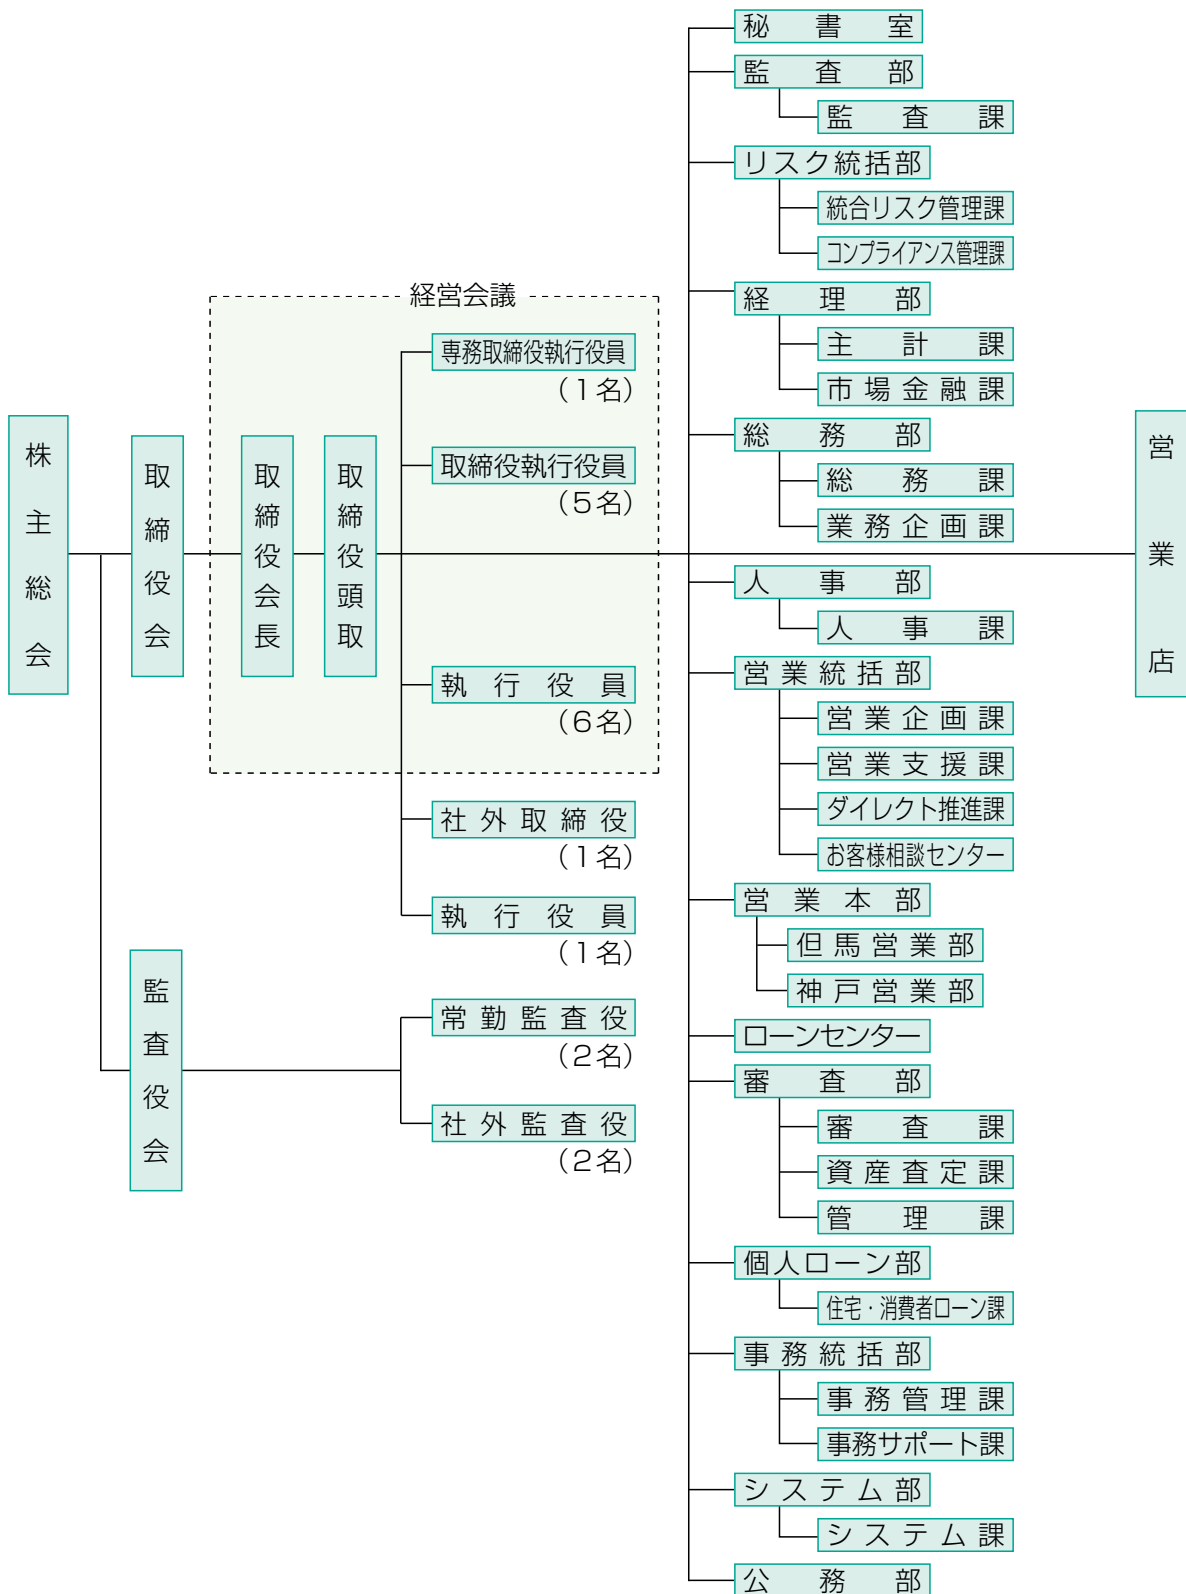 株主総会
取締役会
監査役会
経営会議
取締役会長
取締役頭取
専務取締役執行役員
（1名）
取締役執行役員
（5名）
執行役員
（6名）
社外取締役
（1名）
執行役員
（1名）
常勤監査役
（2名）
社外監査役
（2名）
秘書室
監査部
監査課
リスク統括部
統合リスク管理課
コンプライアンス管理課
経理部
主計課
市場金融課
総務部
総務課
業務企画課
人事部
人事課
営業統括部
営業企画課
営業支援課
ダイレクト推進課
お客様相談センター
営業本部
但馬営業部
神戸営業部
ローンセンター
審査部
審査課
資産査定課
管理課
個人ローン部
住宅・消費者ローン課
事務統括部
事務管理課
事務サポート課
システム部
システム課
公務部
営業店